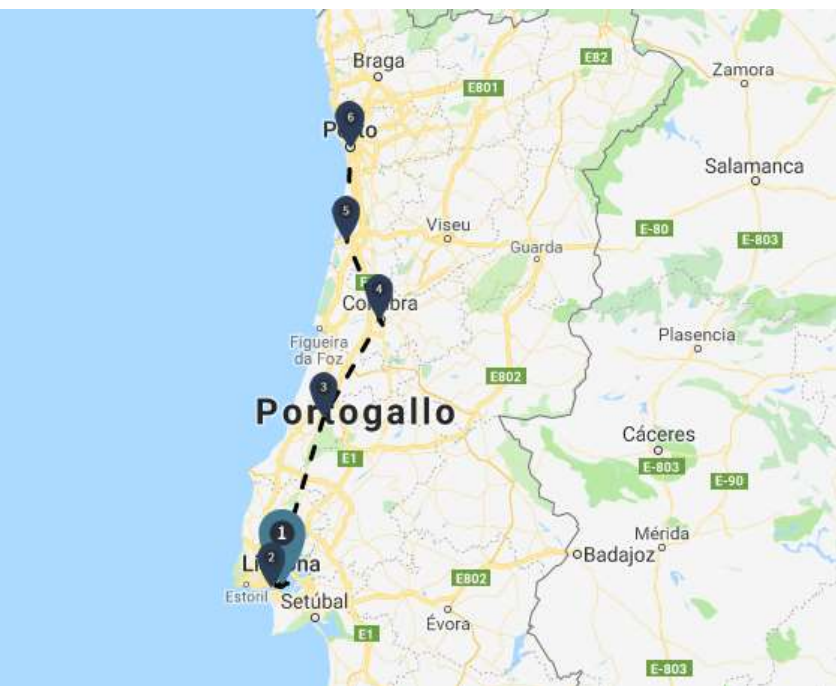 Braga
E82
E801
Zamora
6
Porto
Salamanca
5
Viseu
E-80
E-803
Guarda
4
Coimbra
Figueira
da Foz
Plasencia
E802
3
Portogallo
Cáceres
E1
E-803
E-90
1
Mérida
2
Lisbona
Badajoz
E802
Estoril
Setúbal
Évora
E1
E-803